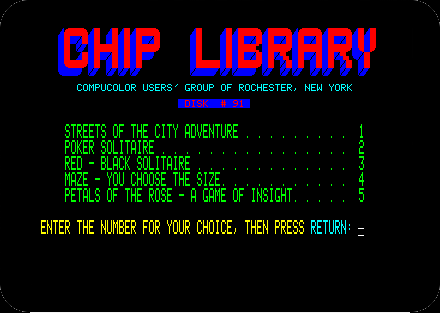 CHIP LIBRARY
COMPUCOLOR USERS' GROUP OF ROCHESTER, NEW YORK
DISK # 91
STREETS OF THE CITY ADVENTURE . . . . . . . . . . . 1
POKER SOLITAIRE . . . . . . . . . . . . . . . . . . 2
RED - BLACK SOLITAIRE . . . . . . . . . . . . . . . 3
MAZE - YOU CHOOSE THE SIZE. . . . . . . . . . . . . 4
PETALS OF THE ROSE - A GAME OF INSIGHT. . . . . . 5
ENTER THE NUMBER FOR YOUR CHOICE, THEN PRESS RETURN: _